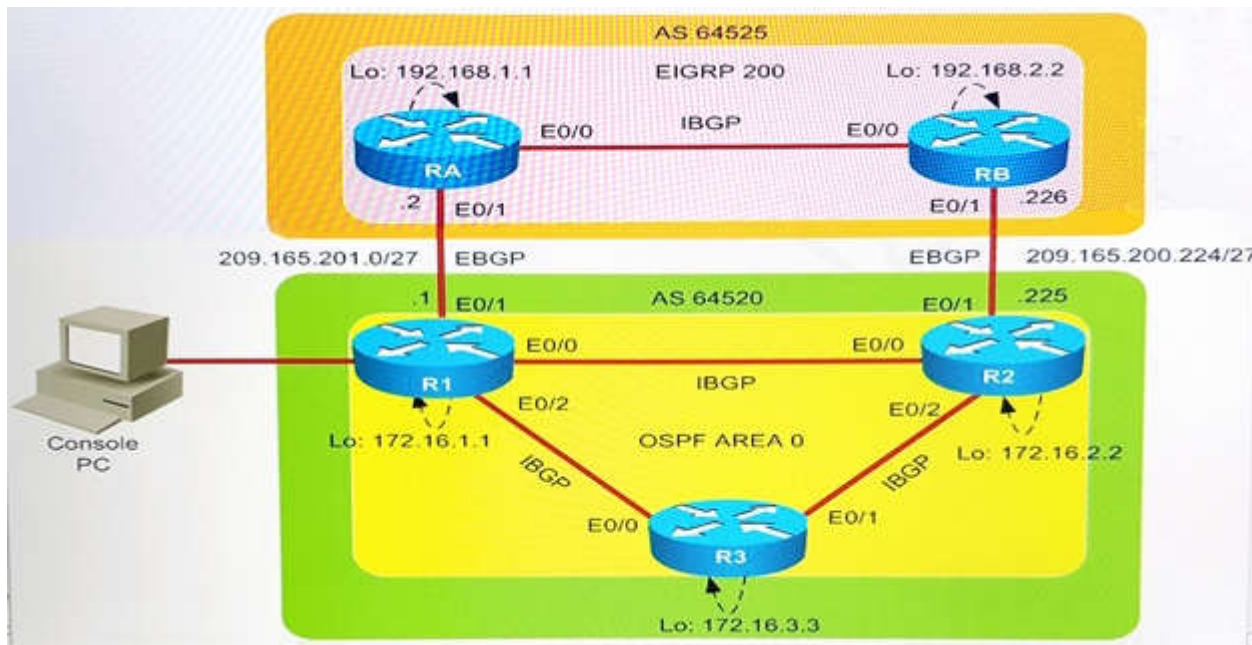 AS 64525
Lo: 192.168.1.1
EIGRP 200
Lo: 192.168.2.2
E0/0
IBGP
E0/0
RA
RB
.2
E0/1
E0/1
.226
209.165.201.0/27
EBGP
EBGP
209.165.200.224/27
.1
E0/1
AS 64520
E0/1
.225
E0/0
E0/0
R1
IBGP
R2
E0/2
E0/2
Lo: 172.16.1.1
OSPF AREA 0
Lo: 172.16.2.2
Console
PC
IBGP
IBGP
E0/0
E0/1
R3
Lo: 172.16.3.3